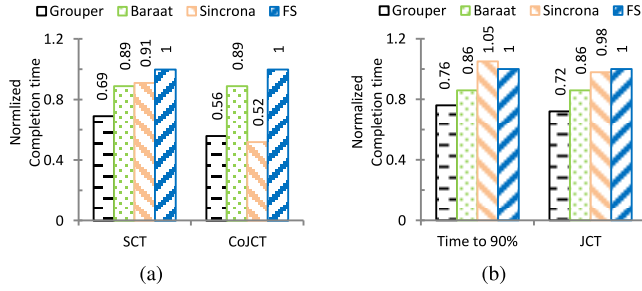 Grouper Baraat Sincrona FS
Normlized
Completion time
1.2
0.8
0.4
0
0.69
0.89
0.91
1
0.56
0.89
0.52
1
SCT CoJCT
(a)
Grouper Baraat Sincrona FS
Normalized
Completion time
1.2
0.8
0.4
0
0.76
0.86
1.05
1
0.72
0.86
0.98
1
Time to 90% JCT
(b)